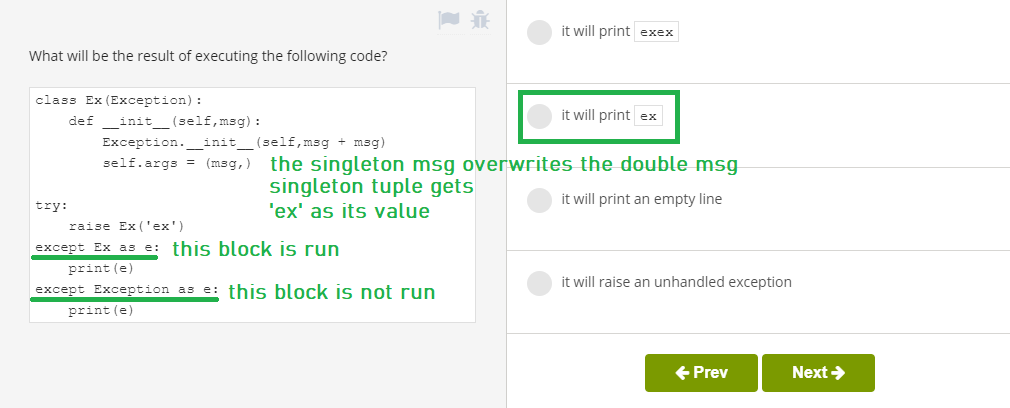 What will be the result of executing the following code?
class Ex(Exception):
    def __init__(self,msg):
        Exception.__init__(self,msg + msg)
        self.args = (msg,)
the singleton msg overwrites the double msg
singleton tuple gets
'ex' as its value
try:
    raise Ex('ex')
except Ex as e: this block is run
    print(e)
except Exception as e: this block is not run
    print(e)
it will print exex
it will print ex
it will print an empty line
it will raise an unhandled exception
Prev
Next